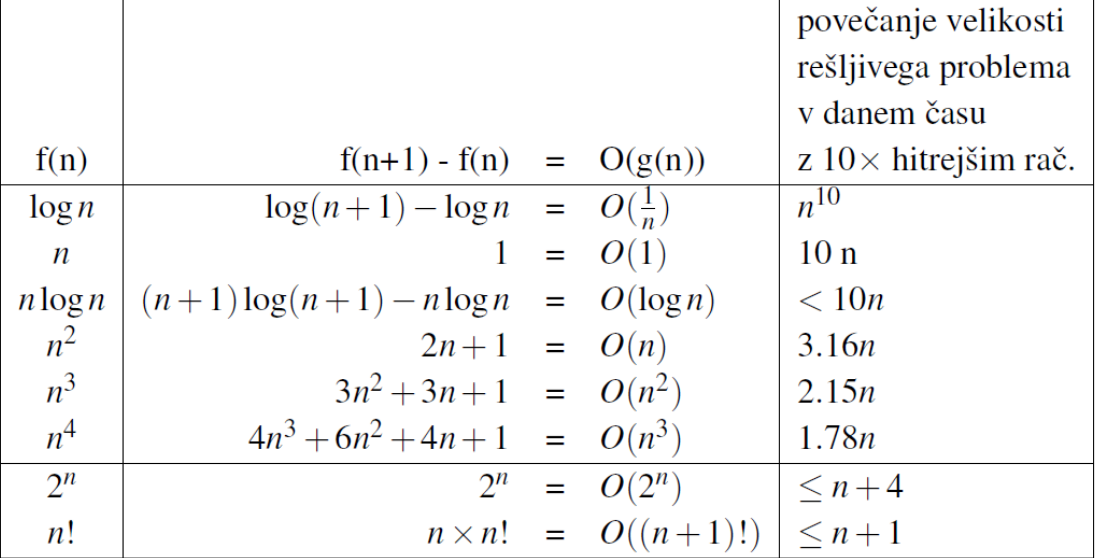 povečanje velikosti
rešljivega problema
v danem času
f(n) f(n+1) - f(n) = O(g(n)) z 10× hitrejšim rač.
log n log(n+1) − log n = O(1/n) n^10
n 1 = O(1) 10 n
n log n (n+1) log(n+1) − n log n = O(log n) < 10n
n^2 2n+1 = O(n) 3.16n
n^3 3n^2+3n+1 = O(n^2) 2.15n
n^4 4n^3+6n^2+4n+1 = O(n^3) 1.78n
2^n 2^n = O(2^n) ≤ n+4
n! n × n! = O((n+1)!) ≤ n+1